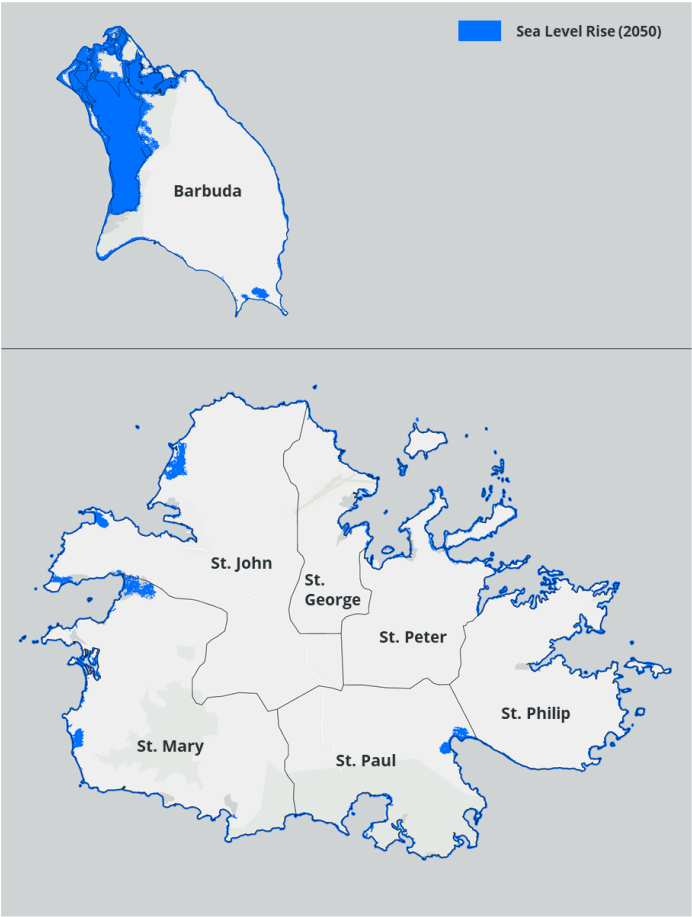 Sea Level Rise (2050)
Barbuda
St. John
St.
George
St. Peter
St. Philip
St. Mary
St. Paul